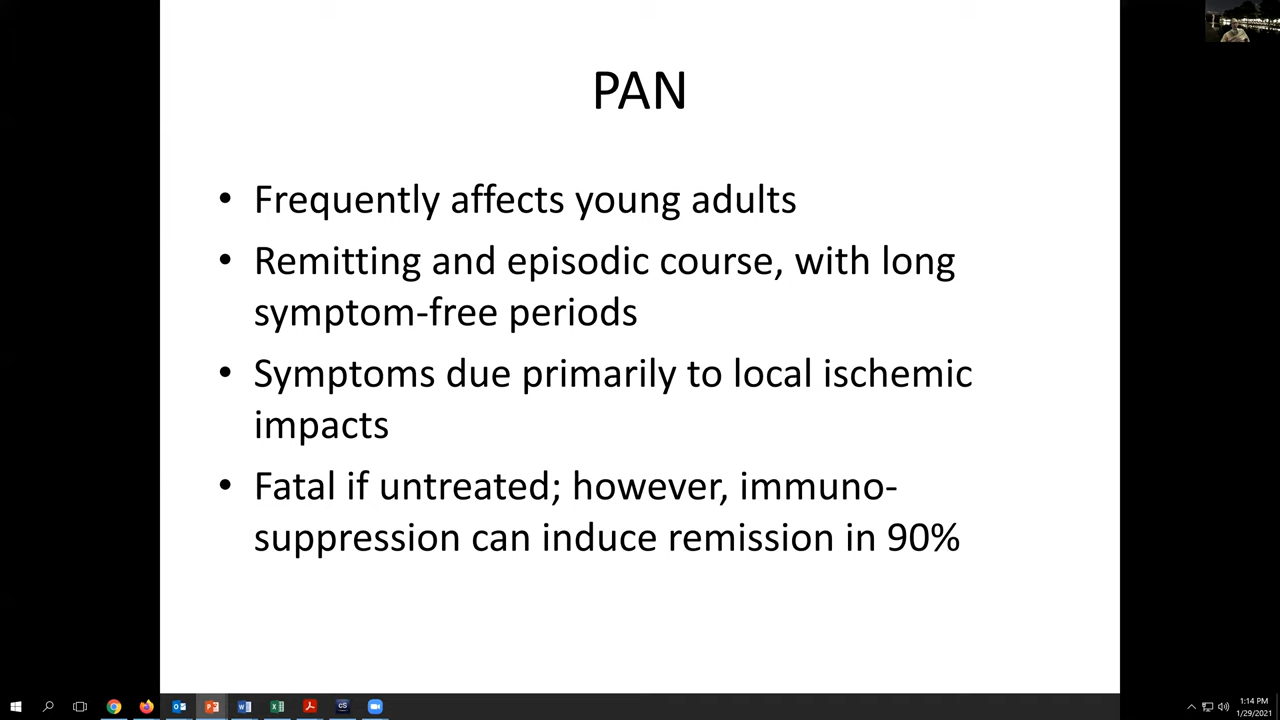 PAN
• Frequently affects young adults
• Remitting and episodic course, with long
symptom-free periods
• Symptoms due primarily to local ischemic
impacts
• Fatal if untreated; however, immuno-
suppression can induce remission in 90%
1:14 PM
1/29/2021